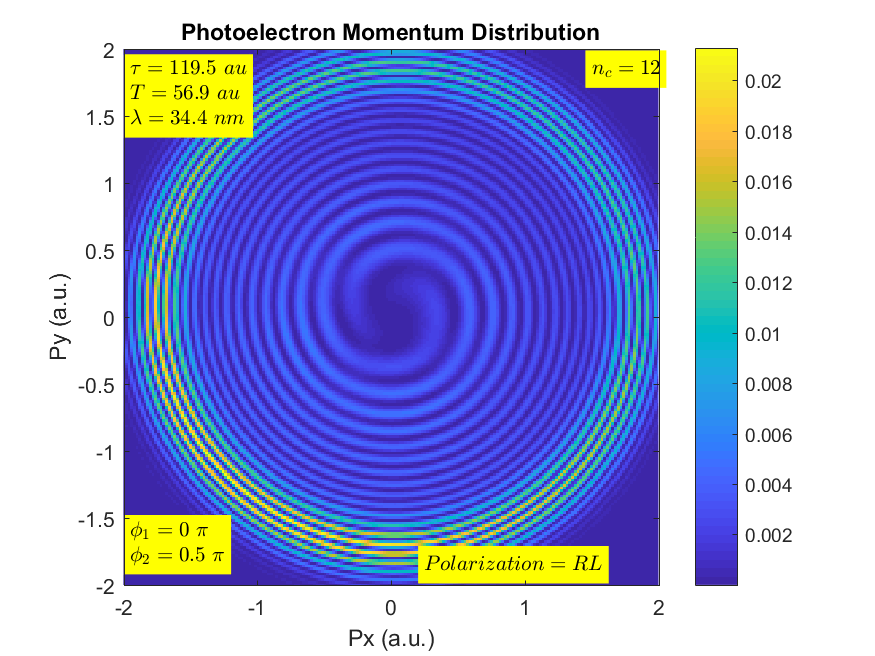 Photoelectron Momentum Distribution
τ = 119.5 au
T = 56.9 au
λ = 34.4 nm
n_c = 12
ϕ_1 = 0 π
ϕ_2 = 0.5 π
Polarization = RL
2
1.5
1
0.5
0
-0.5
-1
-1.5
-2
Py (a.u.)
-2
-1
0
1
2
Px (a.u.)
0.02
0.018
0.016
0.014
0.012
0.01
0.008
0.006
0.004
0.002